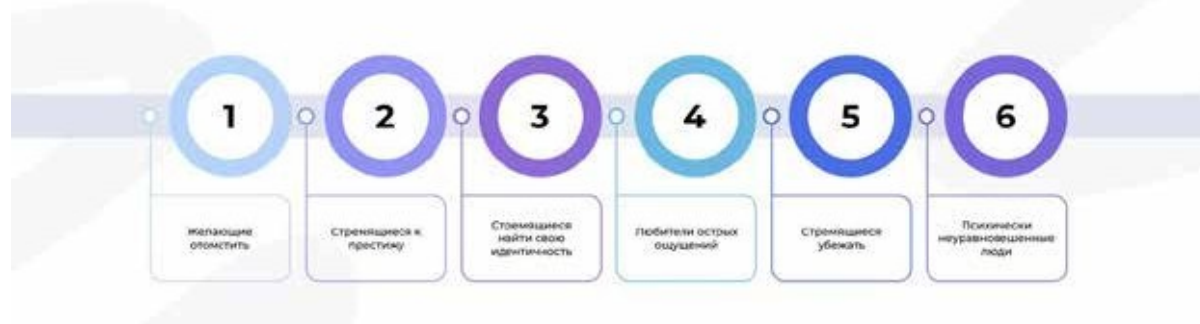 1
2
3
4
5
6
Желающие
отомстить
Стремящиеся к
престижу
Стремящиеся
найти свою
идентичность
Любители острых
ощущений
Стремящиеся
убежать
Психически
неуравновешенные
люди